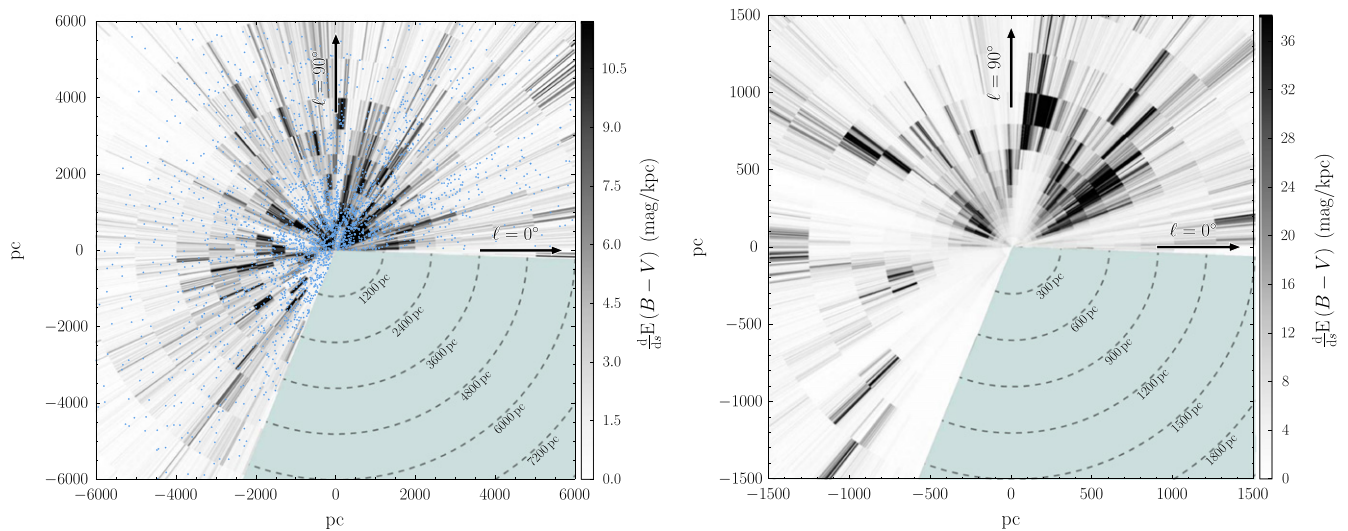 6000
4000
2000
0
−2000
−4000
−6000
−6000 −4000 −2000 0 2000 4000 6000
pc
pc
ℓ = 90°
ℓ = 0°
1200 pc
2400 pc
3600 pc
4800 pc
6000 pc
7200 pc
10.5
9.0
7.5
6.0
4.5
3.0
1.5
0.0
d/ds E(B − V) (mag/kpc)
1500
1000
500
0
−500
−1000
−1500
−1500 −1000 −500 0 500 1000 1500
pc
pc
ℓ = 90°
ℓ = 0°
300 pc
600 pc
900 pc
1200 pc
1500 pc
1800 pc
36
32
28
24
20
16
12
8
4
0
d/ds E(B − V) (mag/kpc)